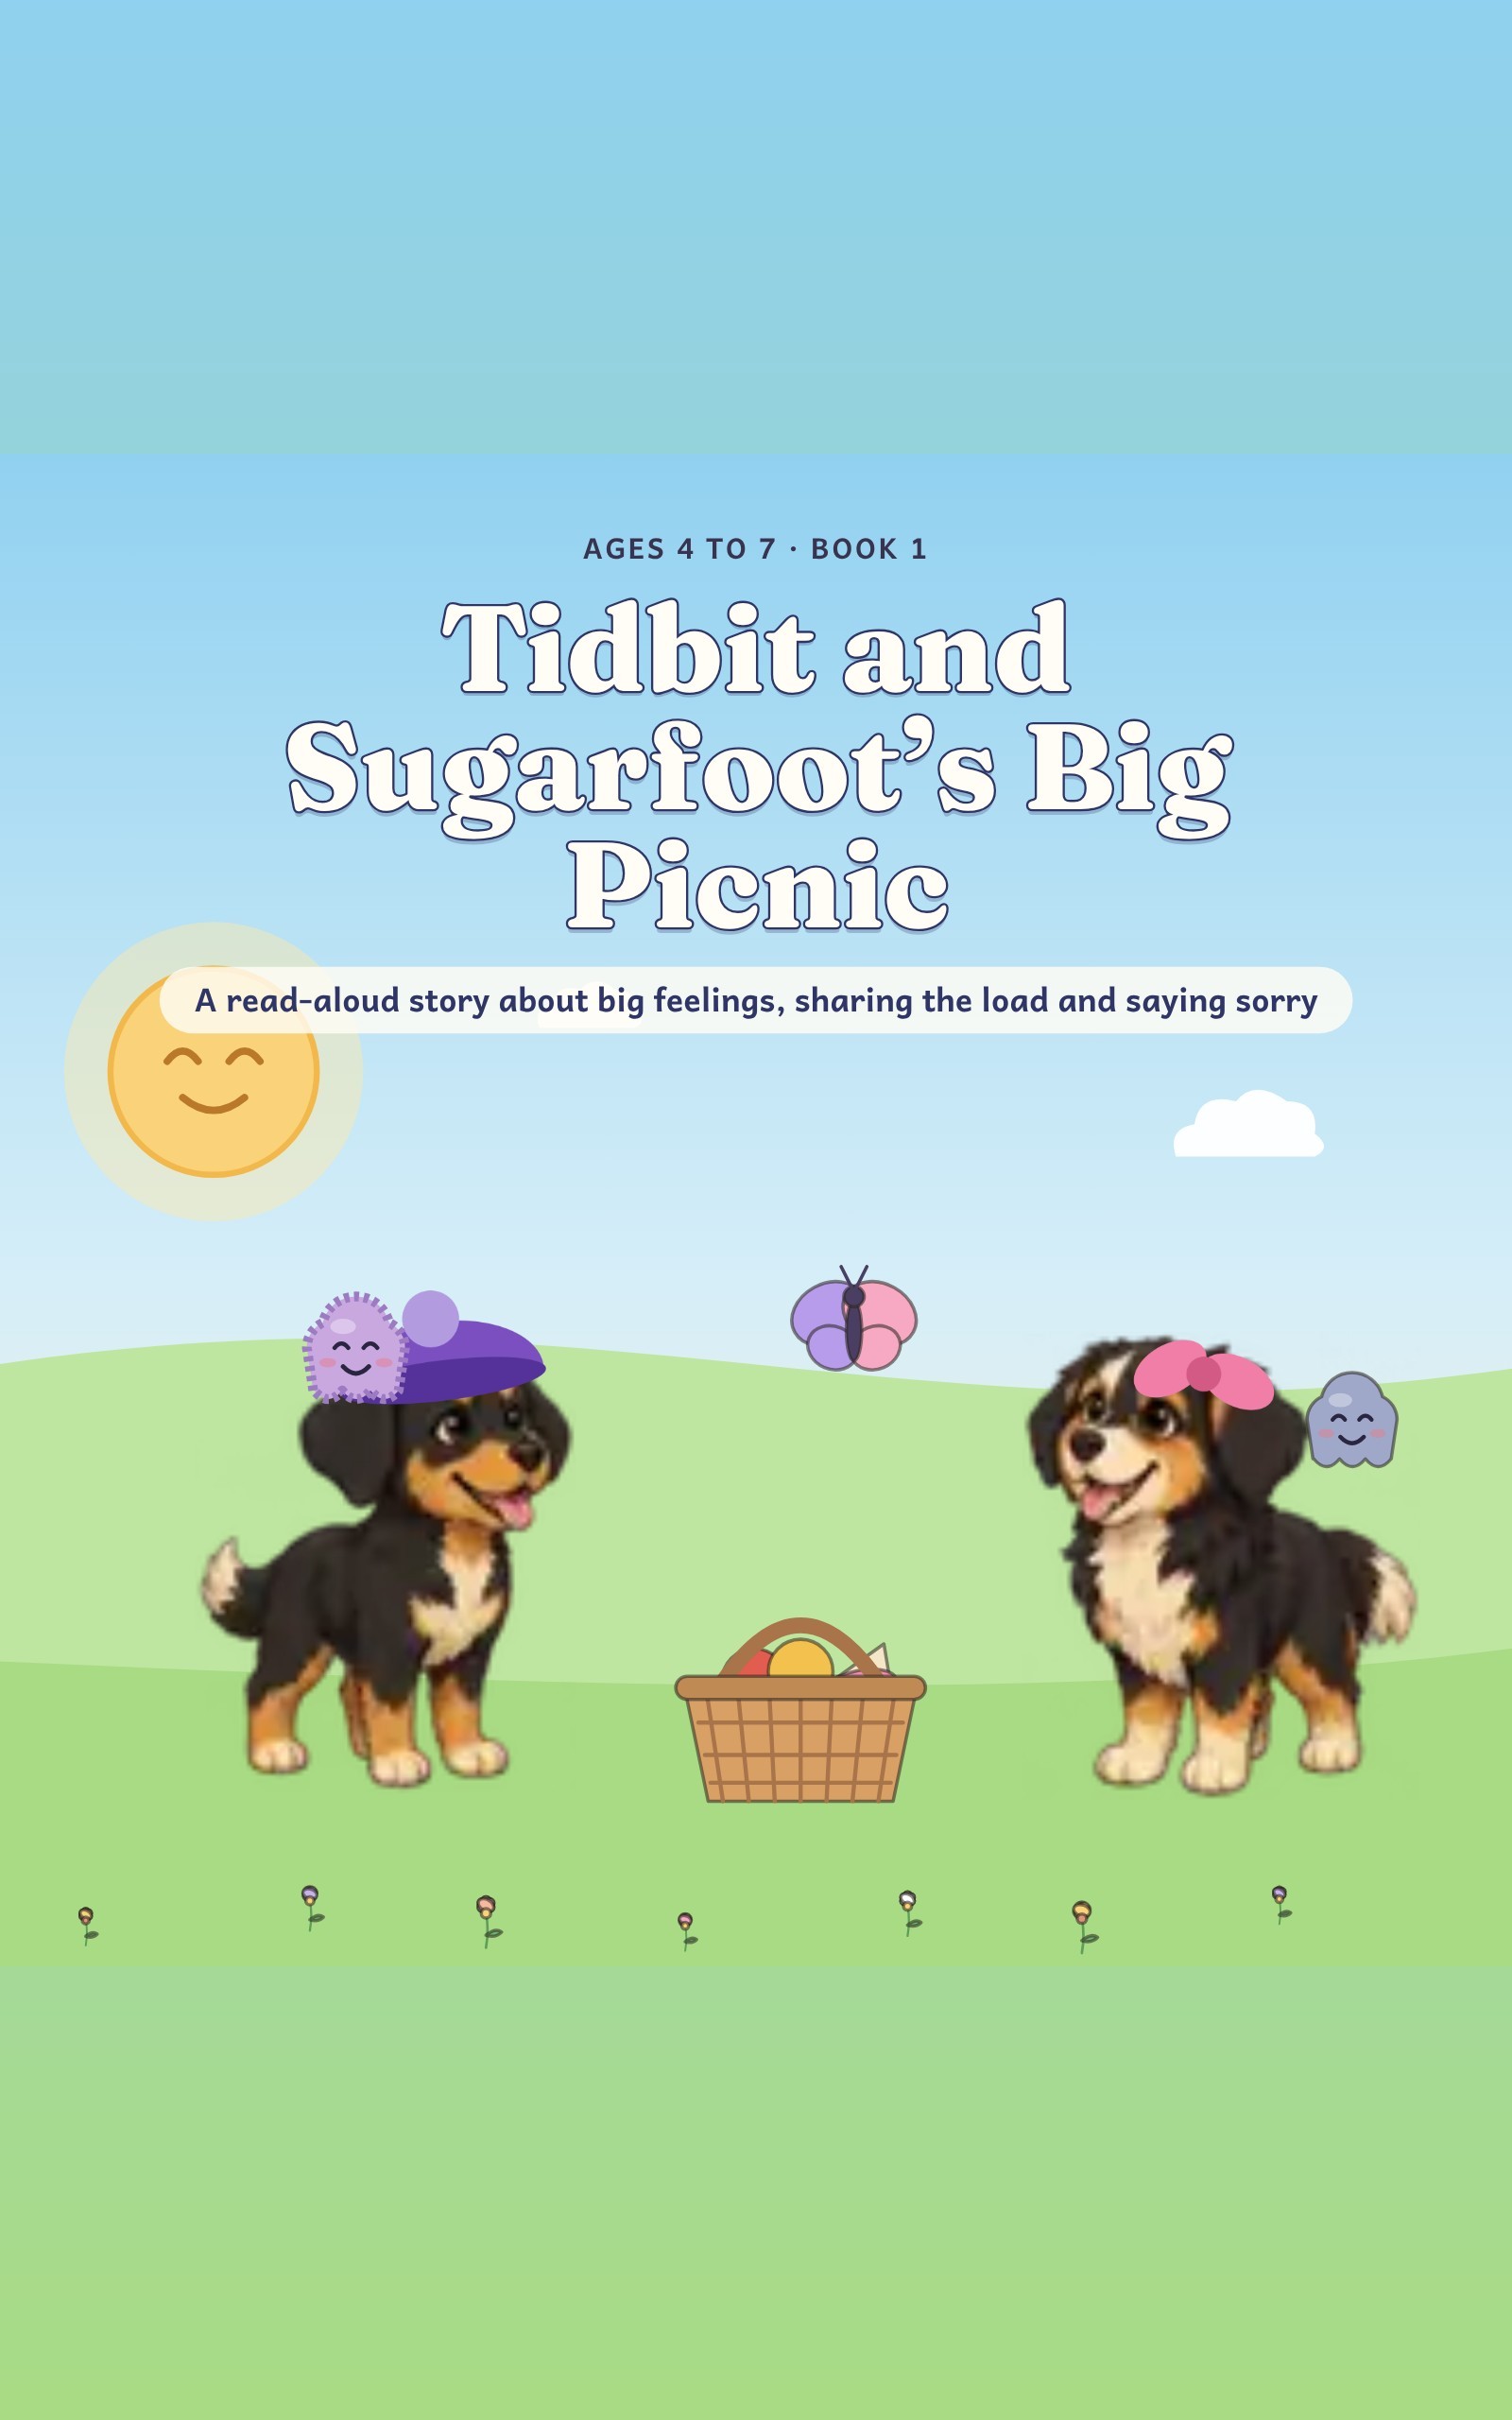 AGES 4 TO 7 · BOOK 1
Tidbit and
Sugarfoot’s Big
Picnic
A read-aloud story about big feelings, sharing the load and saying sorry